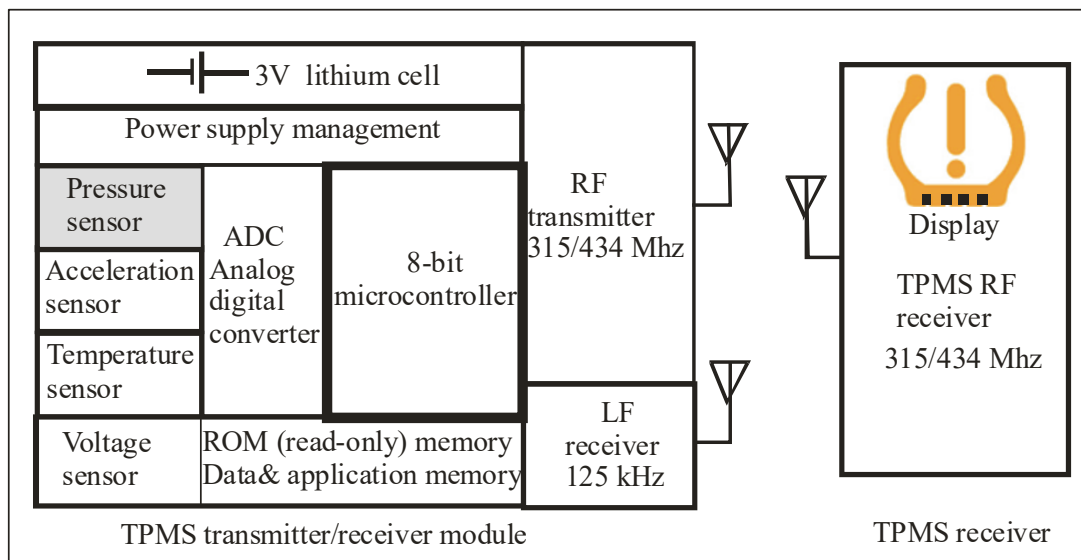 3V lithium cell
Power supply management
Pressure
sensor
Acceleration
sensor
Temperature
sensor
Voltage
sensor
ADC
Analog
digital
converter
8-bit
microcontroller
ROM (read-only) memory
Data& application memory
RF
transmitter
315/434 Mhz
LF
receiver
125 kHz
TPMS transmitter/receiver module
Display
TPMS RF
receiver
315/434 Mhz
TPMS receiver